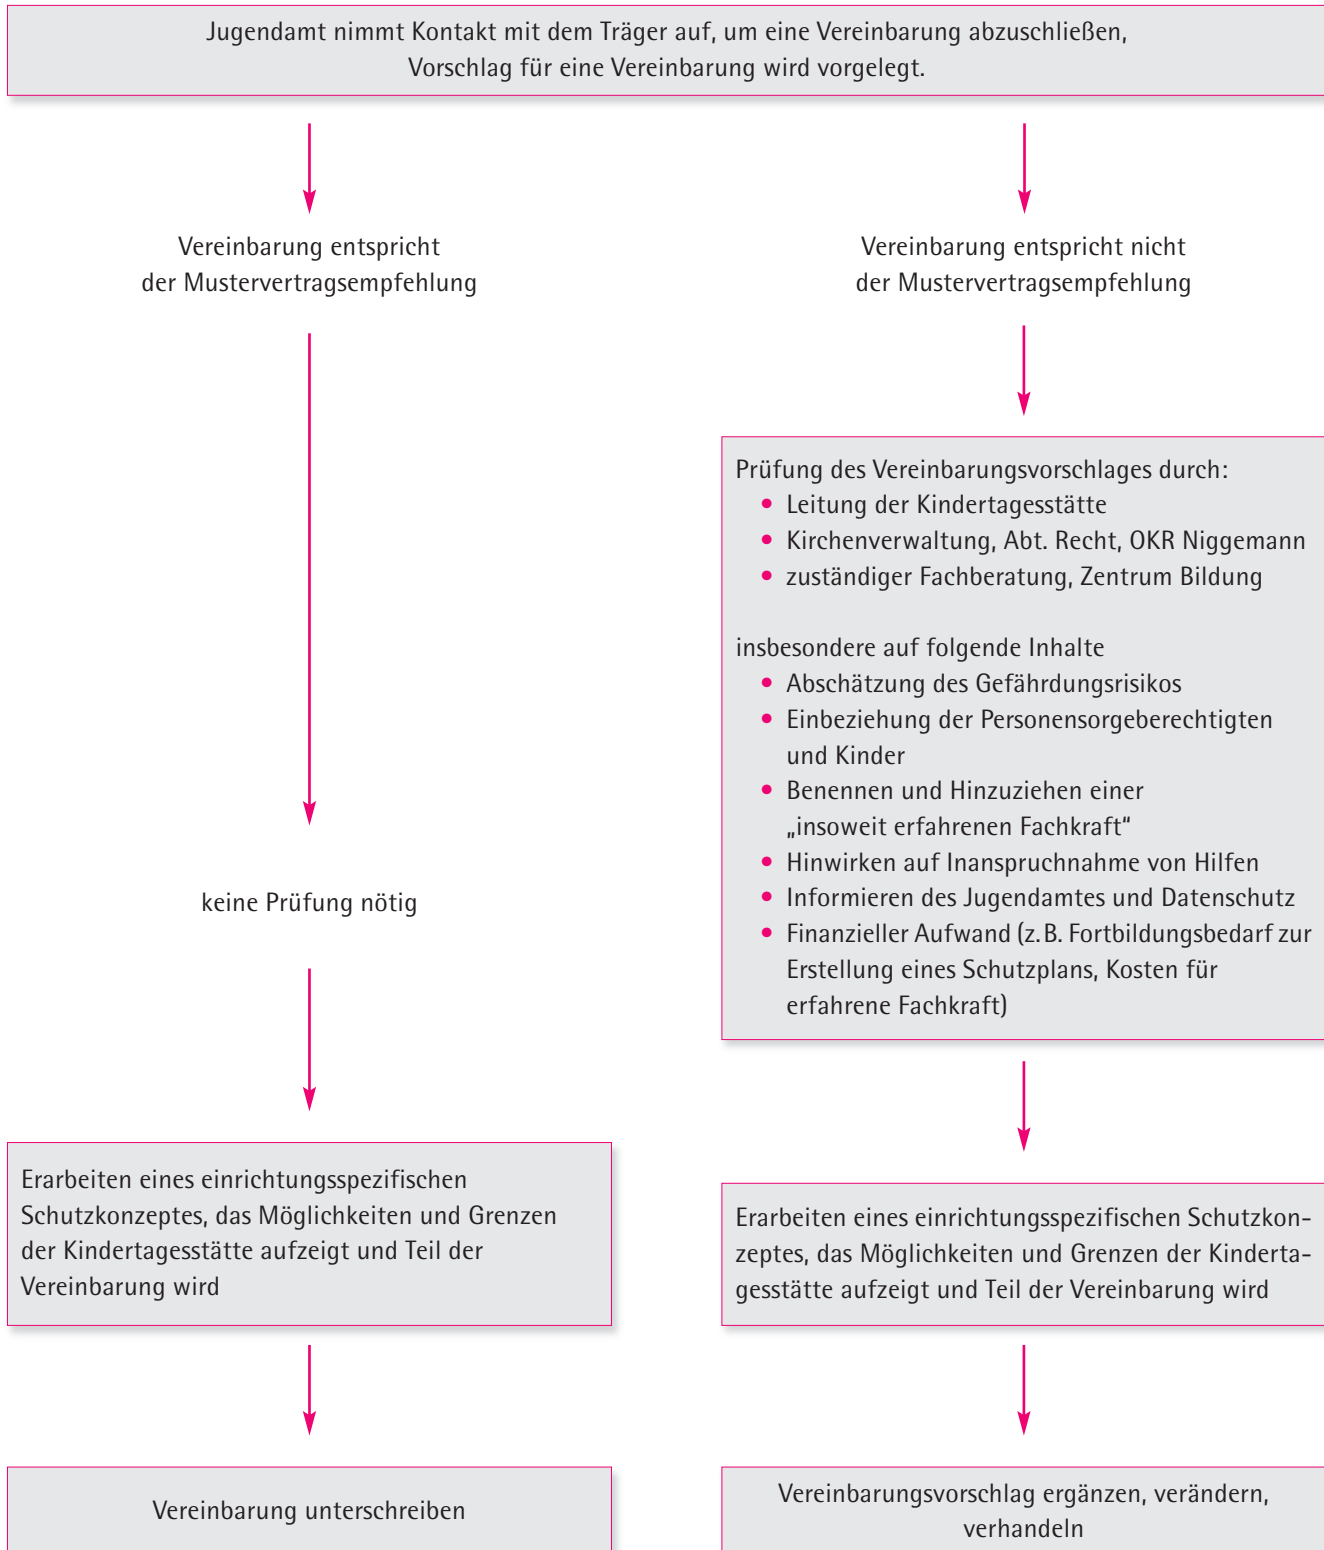 Jugendamt nimmt Kontakt mit dem Träger auf, um eine Vereinbarung abzuschließen,
Vorschlag für eine Vereinbarung wird vorgelegt.
Vereinbarung entspricht
der Mustervertragsempfehlung
keine Prüfung nötig
Erarbeiten eines einrichtungsspezifischen
Schutzkonzeptes, das Möglichkeiten und Grenzen
der Kindertagesstätte aufzeigt und Teil der
Vereinbarung wird
Vereinbarung unterschreiben
Vereinbarung entspricht nicht
der Mustervertragsempfehlung
Prüfung des Vereinbarungsvorschlages durch:
• Leitung der Kindertagesstätte
• Kirchenverwaltung, Abt. Recht, OKR Niggemann
• zuständiger Fachberatung, Zentrum Bildung
insbesondere auf folgende Inhalte
• Abschätzung des Gefährdungsrisikos
• Einbeziehung der Personensorgeberechtigten
und Kinder
• Benennen und Hinzuziehen einer
„insoweit erfahrenen Fachkraft“
• Hinwirken auf Inanspruchnahme von Hilfen
• Informieren des Jugendamtes und Datenschutz
• Finanzieller Aufwand (z. B. Fortbildungsbedarf zur
Erstellung eines Schutzplans, Kosten für
erfahrene Fachkraft)
Erarbeiten eines einrichtungsspezifischen Schutzkon-
zeptes, das Möglichkeiten und Grenzen der Kinderta-
gesstätte aufzeigt und Teil der Vereinbarung wird
Vereinbarungsvorschlag ergänzen, verändern,
verhandeln